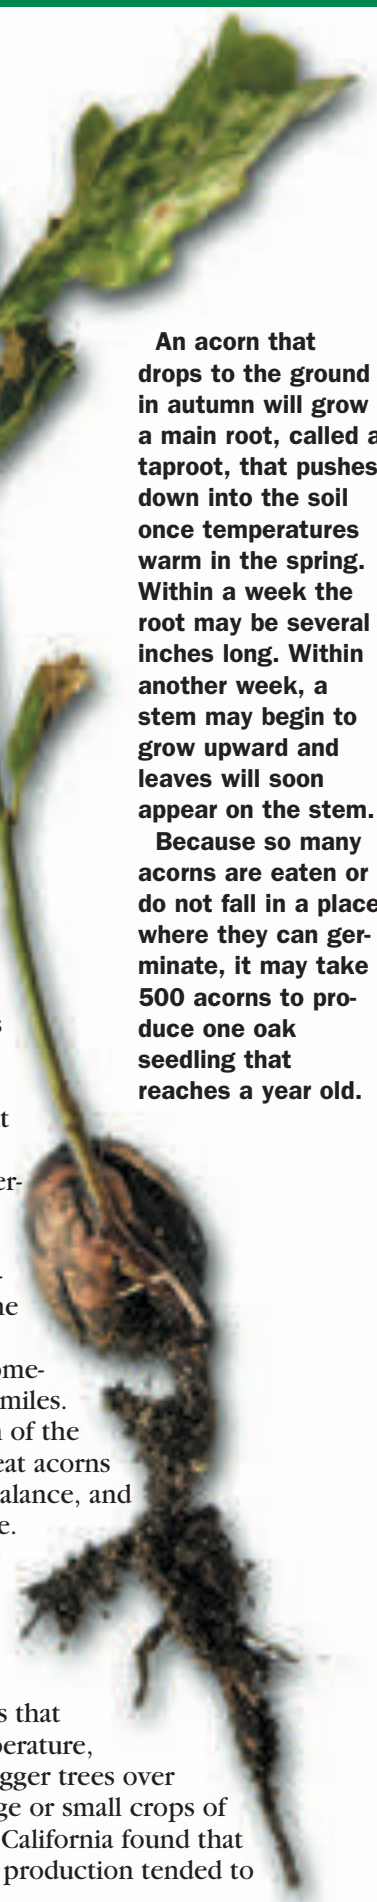 An acorn that
drops to the ground
in autumn will grow
a main root, called a
taproot, that pushes
down into the soil
once temperatures
warm in the spring.
Within a week the
root may be several
inches long. Within
another week, a
stem may begin to
grow upward and
leaves will soon
appear on the stem.
Because so many
acorns are eaten or
do not fall in a place
where they can ger-
minate, it may take
500 acorns to pro-
duce one oak
seedling that
reaches a year old.
miles.
of the
eat acorns
alance, and
s that
perature,
gger trees over
ge or small crops of
California found that
production tended to